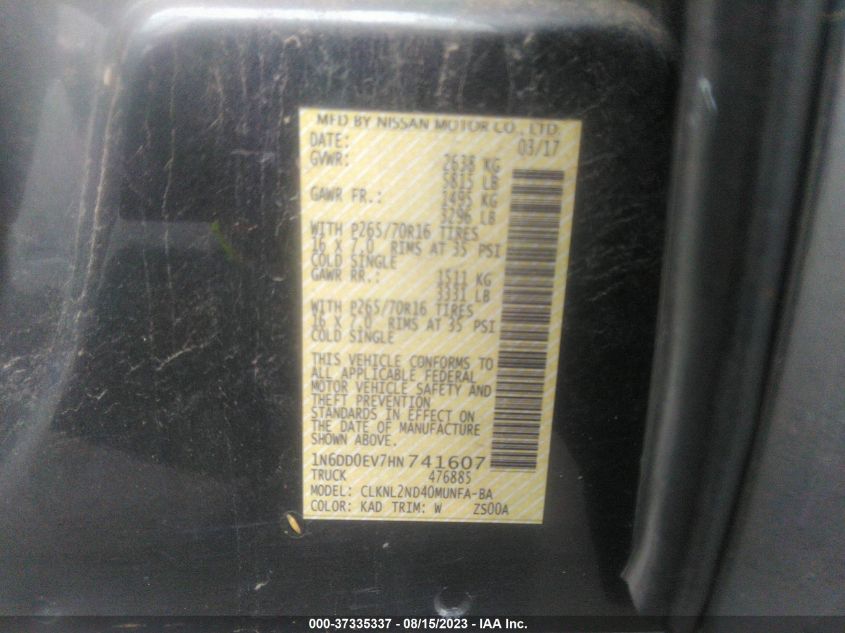 MFD BY NISSAN MOTOR CO., LTD.
DATE: 03/17
GVWR: 2638 KG
5815 LB
GAWR FR.: 1495 KG
3296 LB
WITH P265/70R16 TIRES
16 X 7.0 RIMS AT 35 PSI
COLD SINGLE
GAWR RR.: 1511 KG
3331 LB
WITH P265/70R16 TIRES
16 X 7.0 RIMS AT 35 PSI
COLD SINGLE
THIS VEHICLE CONFORMS TO
ALL APPLICABLE FEDERAL
MOTOR VEHICLE SAFETY AND
THEFT PREVENTION
STANDARDS IN EFFECT ON
THE DATE OF MANUFACTURE
SHOWN ABOVE.
1N6DD0EV7HN741607
TRUCK 476885
MODEL: CLKNL2ND40MUNFA-BA
COLOR: KAD TRIM: W ZS00A
000-37335337 - 08/15/2023 - IAA Inc.